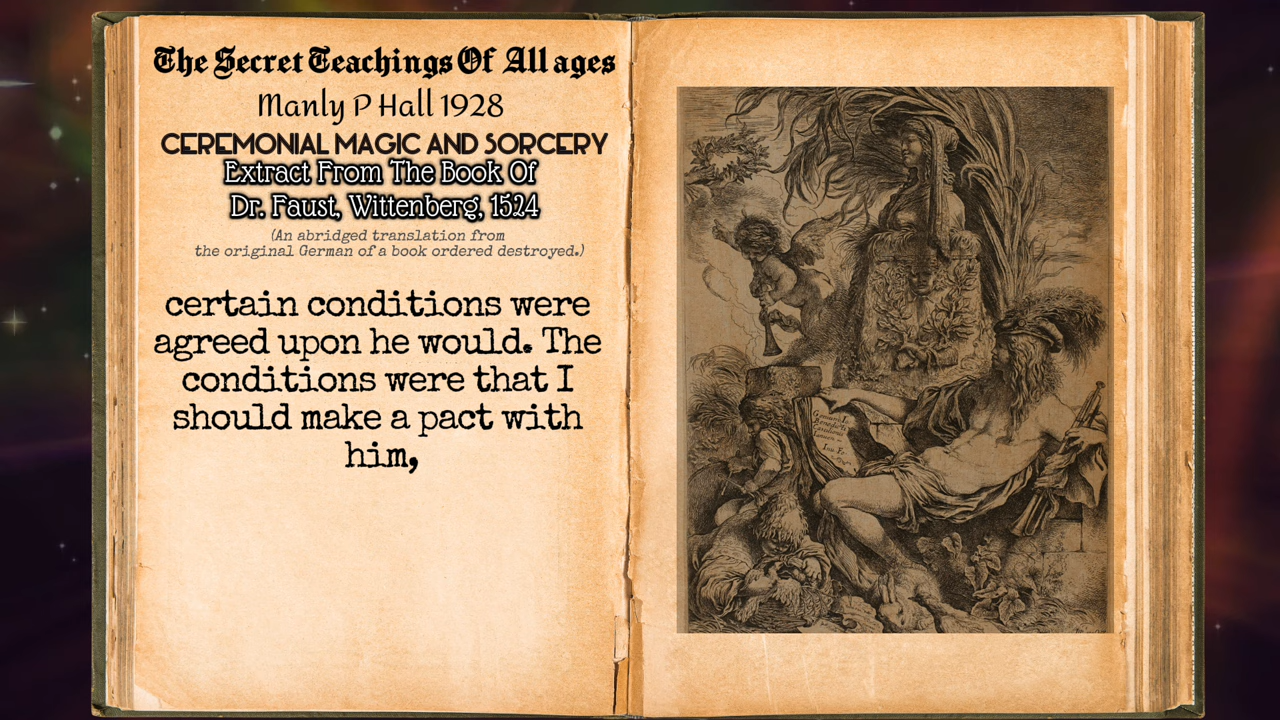 The Secret Teachings Of All ages
Manly P Hall 1928
CEREMONIAL MAGIC AND SORCERY
Extract From The Book Of
Dr. Faust, Wittenberg, 1524
(An abridged translation from
the original German of a book ordered destroyed.)
certain conditions were
agreed upon he would. The
conditions were that I
should make a pact with
him,